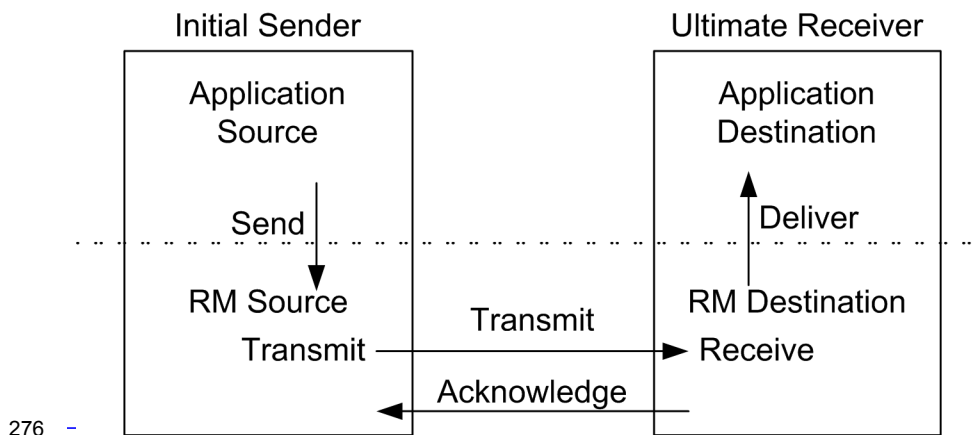 Initial Sender
Ultimate Receiver
Application
Source
Application
Destination
Send
Deliver
RM Source
RM Destination
Transmit
Transmit
Receive
Acknowledge
276